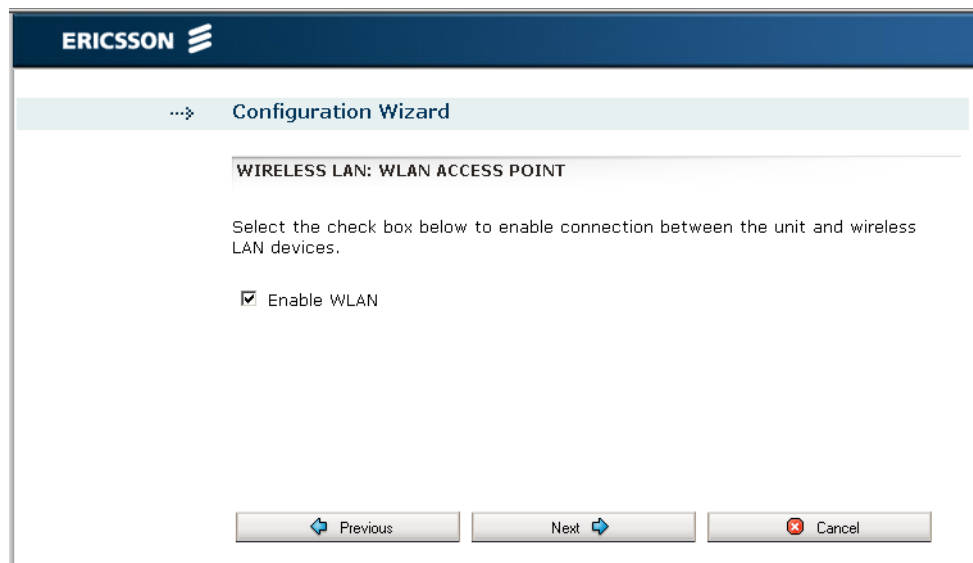 ERICSSON
Configuration Wizard
WIRELESS LAN: WLAN ACCESS POINT
Select the check box below to enable connection between the unit and wireless
LAN devices.
Enable WLAN
Previous
Next
Cancel